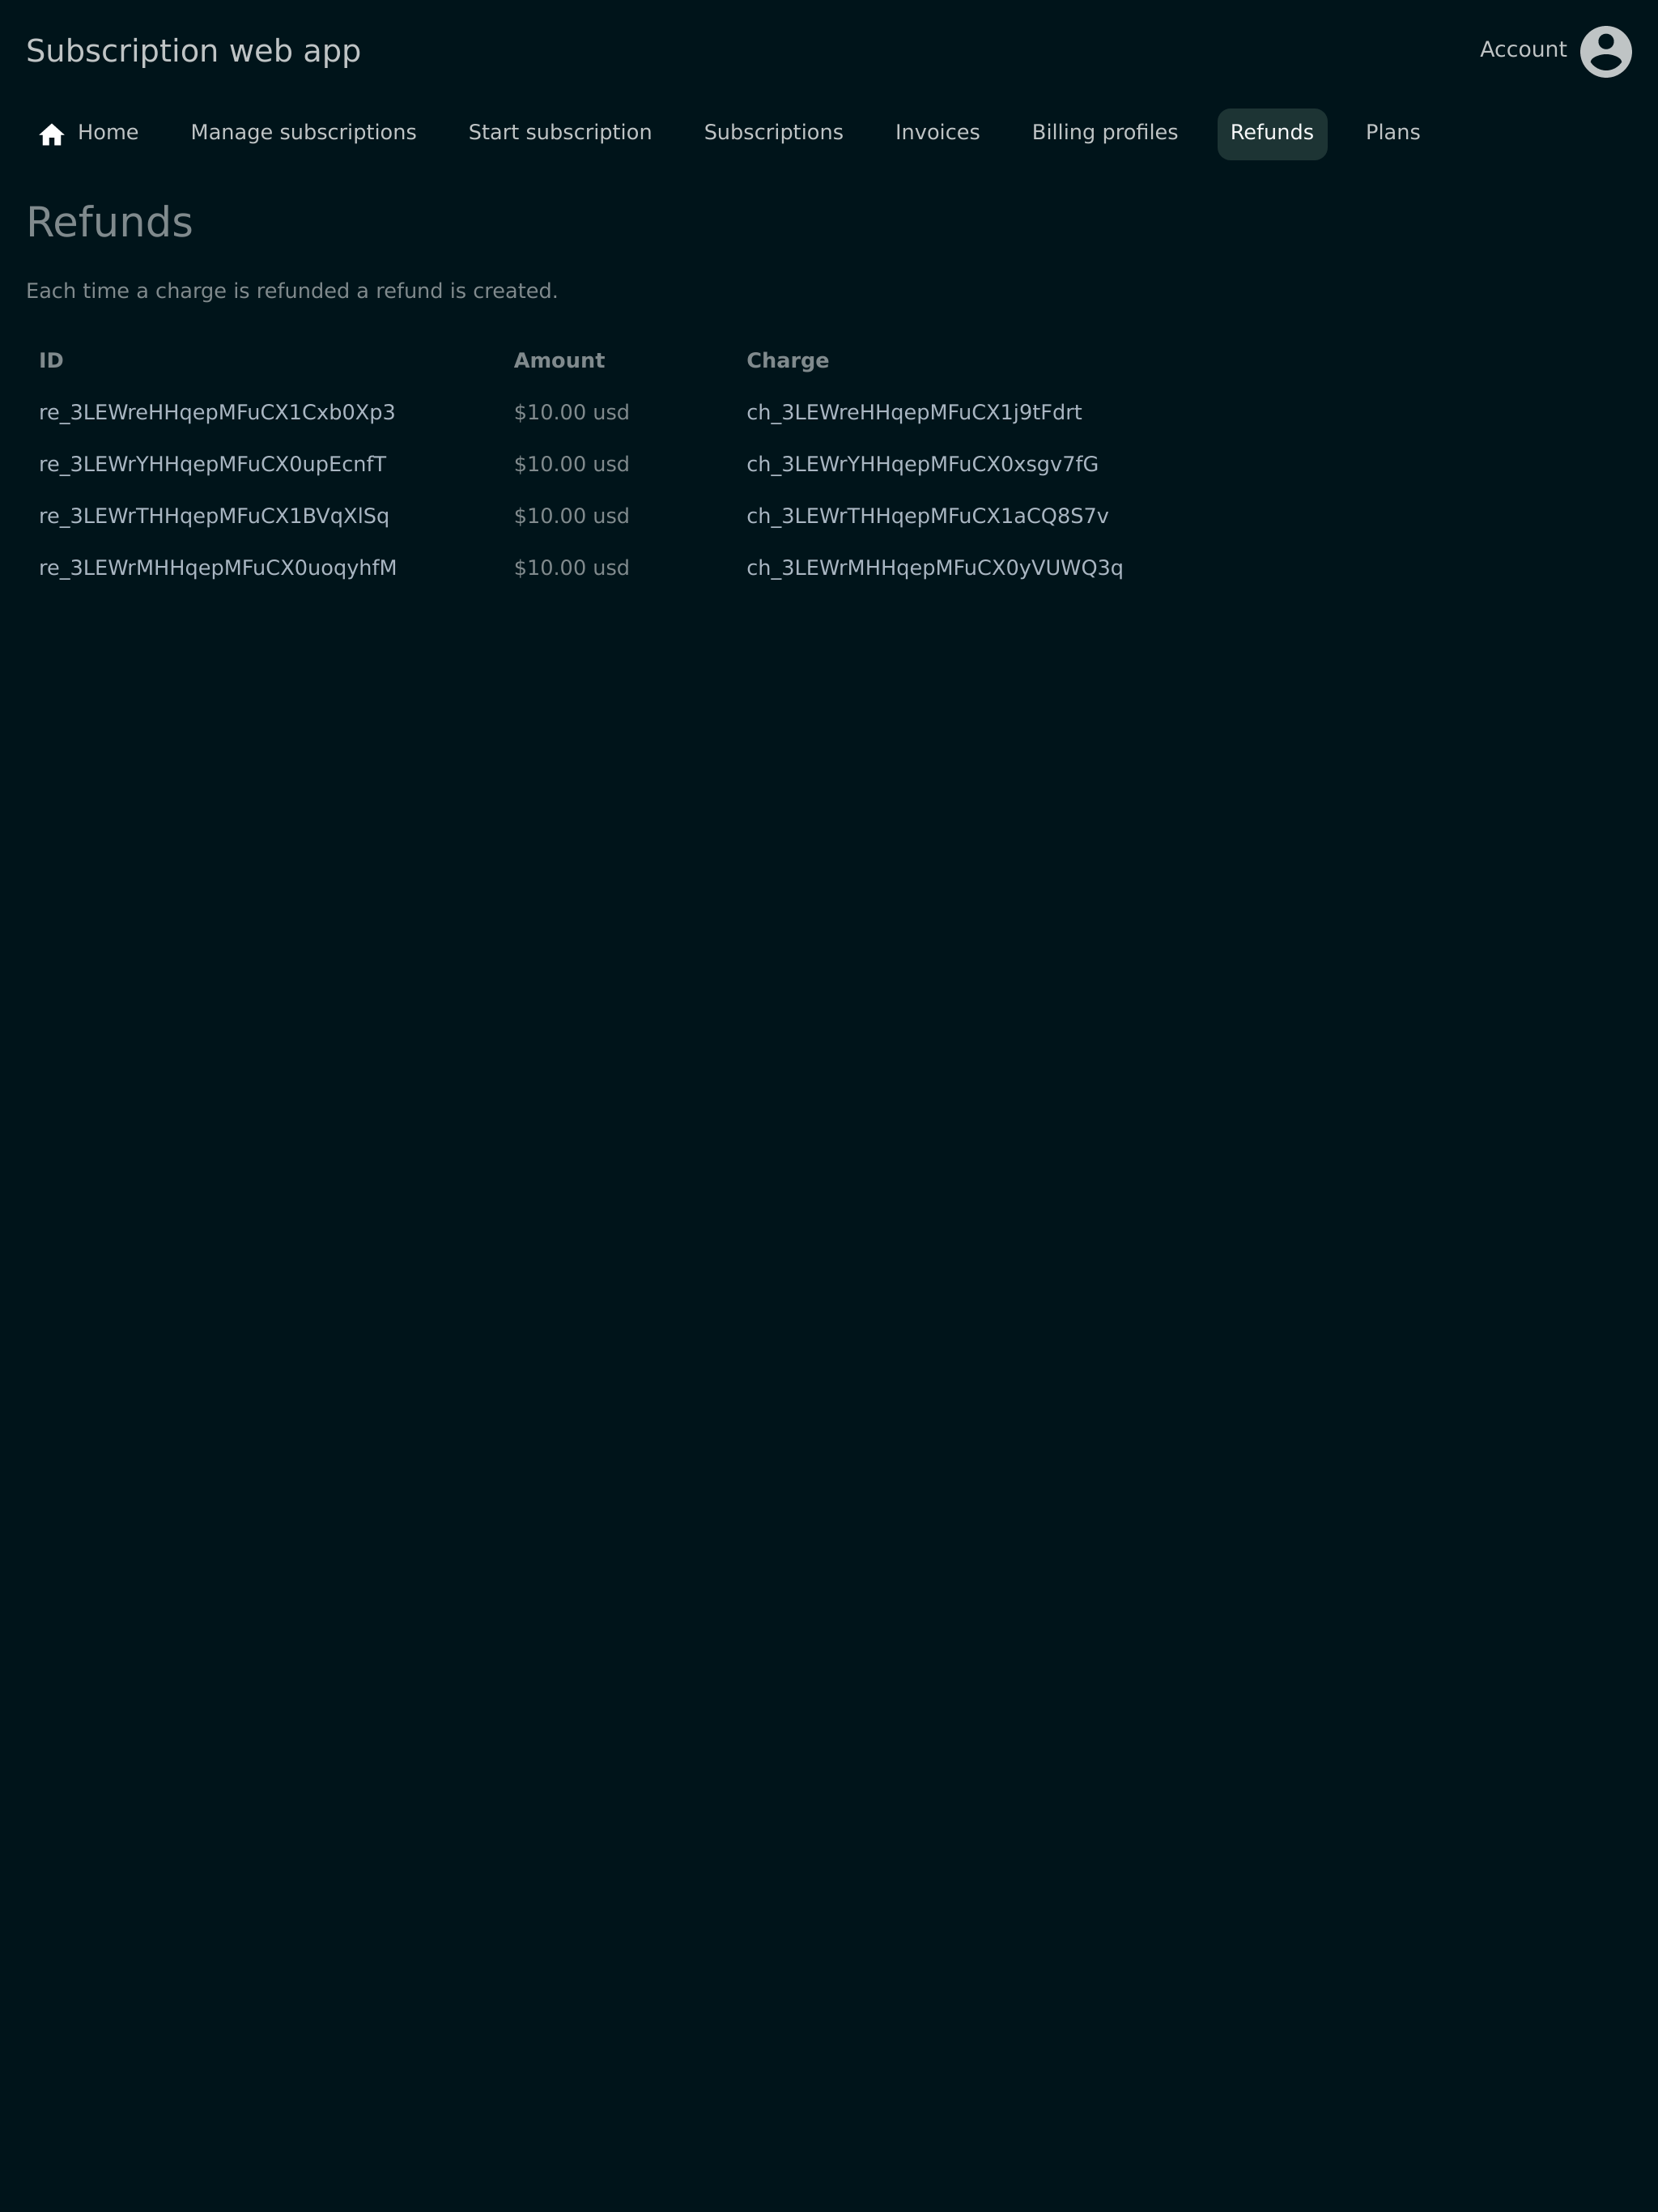 Subscription web app
Account
Home Manage subscriptions Start subscription Subscriptions Invoices Billing profiles Refunds Plans
Refunds
Each time a charge is refunded a refund is created.
ID Amount Charge
re_3LEWreHHqepMFuCX1Cxb0Xp3 $10.00 usd ch_3LEWreHHqepMFuCX1j9tFdrt
re_3LEWrYHHqepMFuCX0upEcnfT $10.00 usd ch_3LEWrYHHqepMFuCX0xsgv7fG
re_3LEWrTHHqepMFuCX1BVqXlSq $10.00 usd ch_3LEWrTHHqepMFuCX1aCQ8S7v
re_3LEWrMHHqepMFuCX0uoqyhfM $10.00 usd ch_3LEWrMHHqepMFuCX0yVUWQ3q